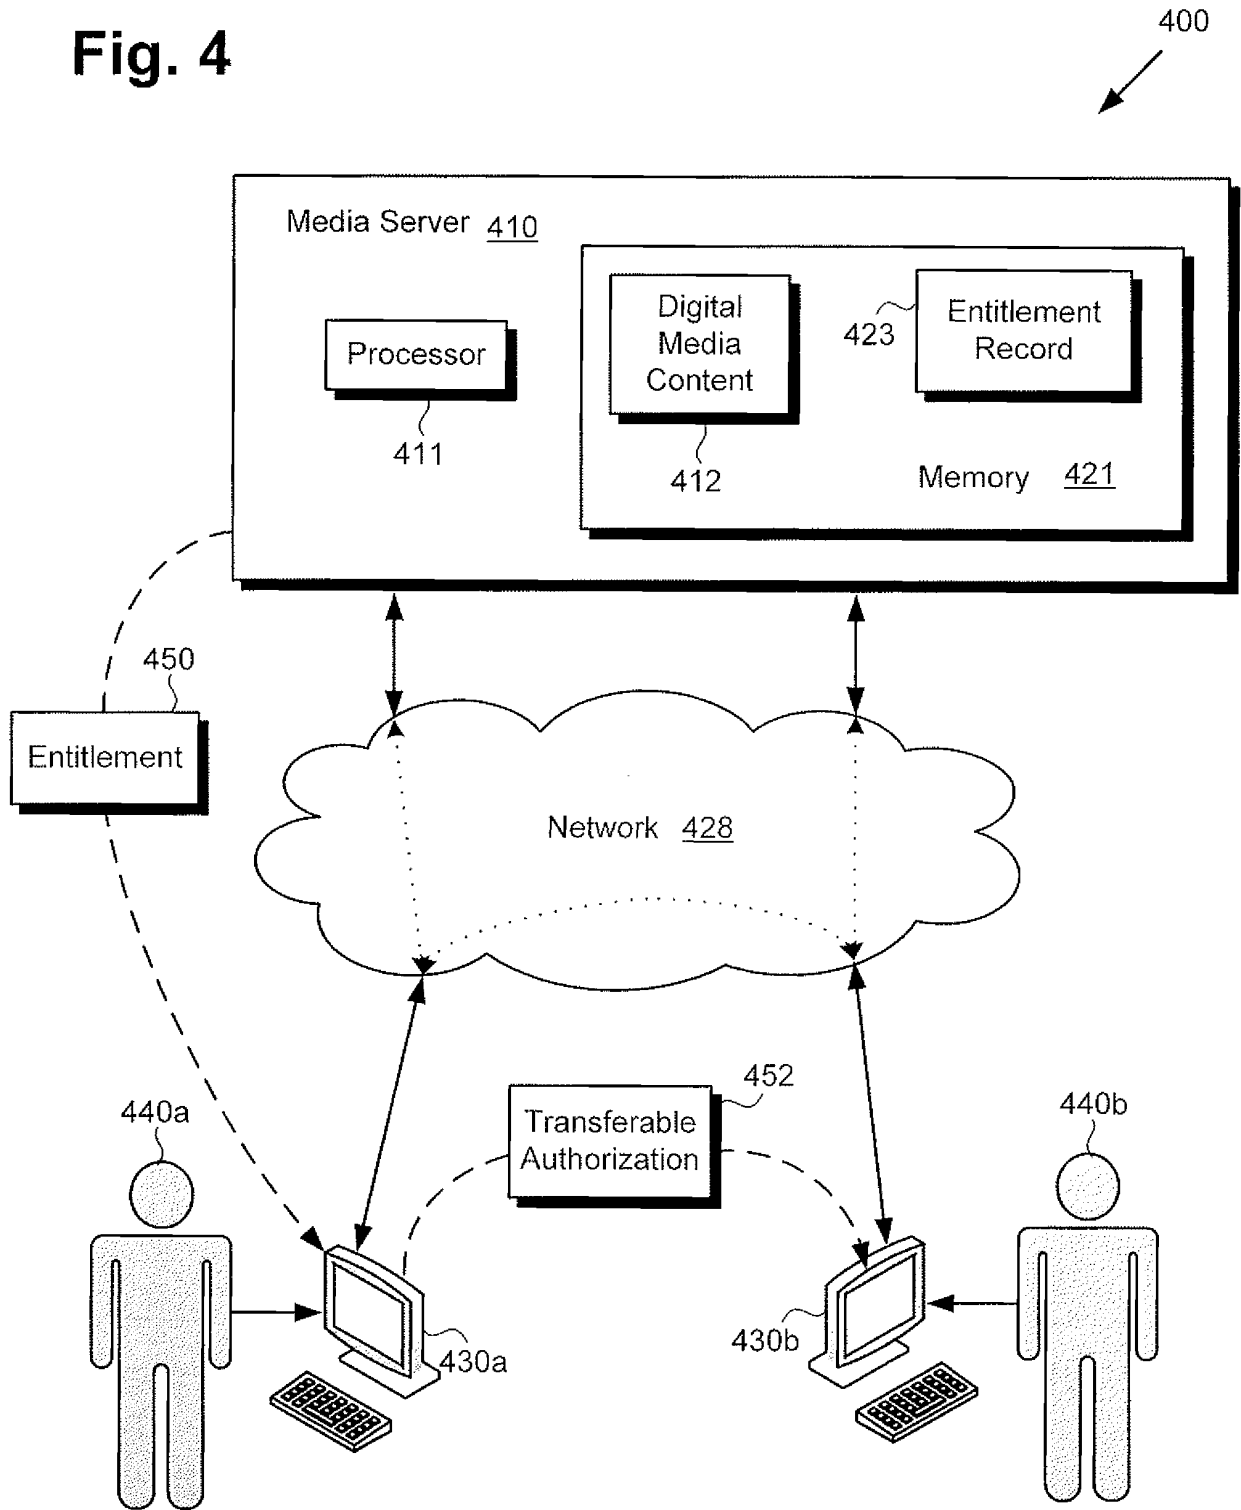 Fig. 4
400
Media Server 410
Processor
411
Digital
Media
Content
412
423
Entitlement
Record
Memory 421
450
Entitlement
Network 428
452
Transferable
Authorization
440a
440b
430a
430b